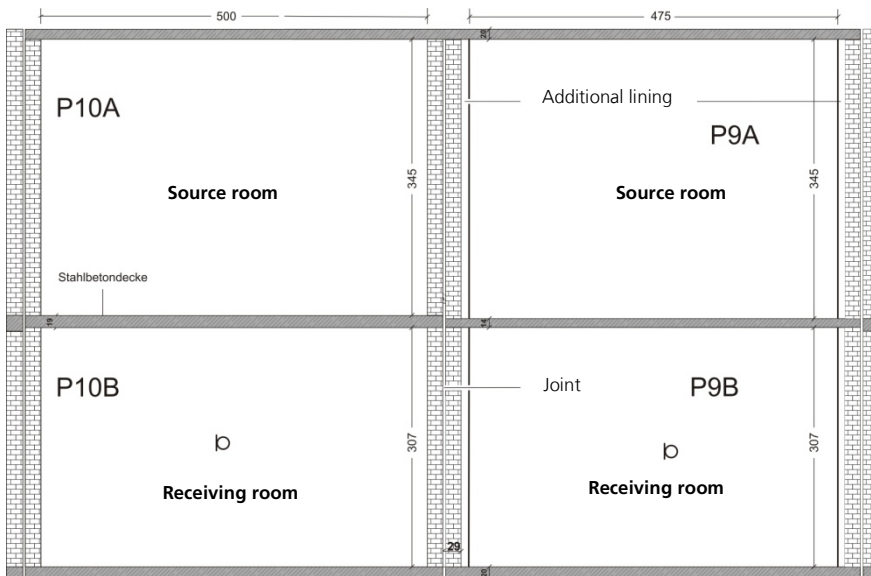 500
475
20
Additional lining
P10A
P9A
345
345
Source room
Source room
Stahlbetondecke
19
14
P10B
Joint
P9B
307
307
Receiving room
Receiving room
29
20